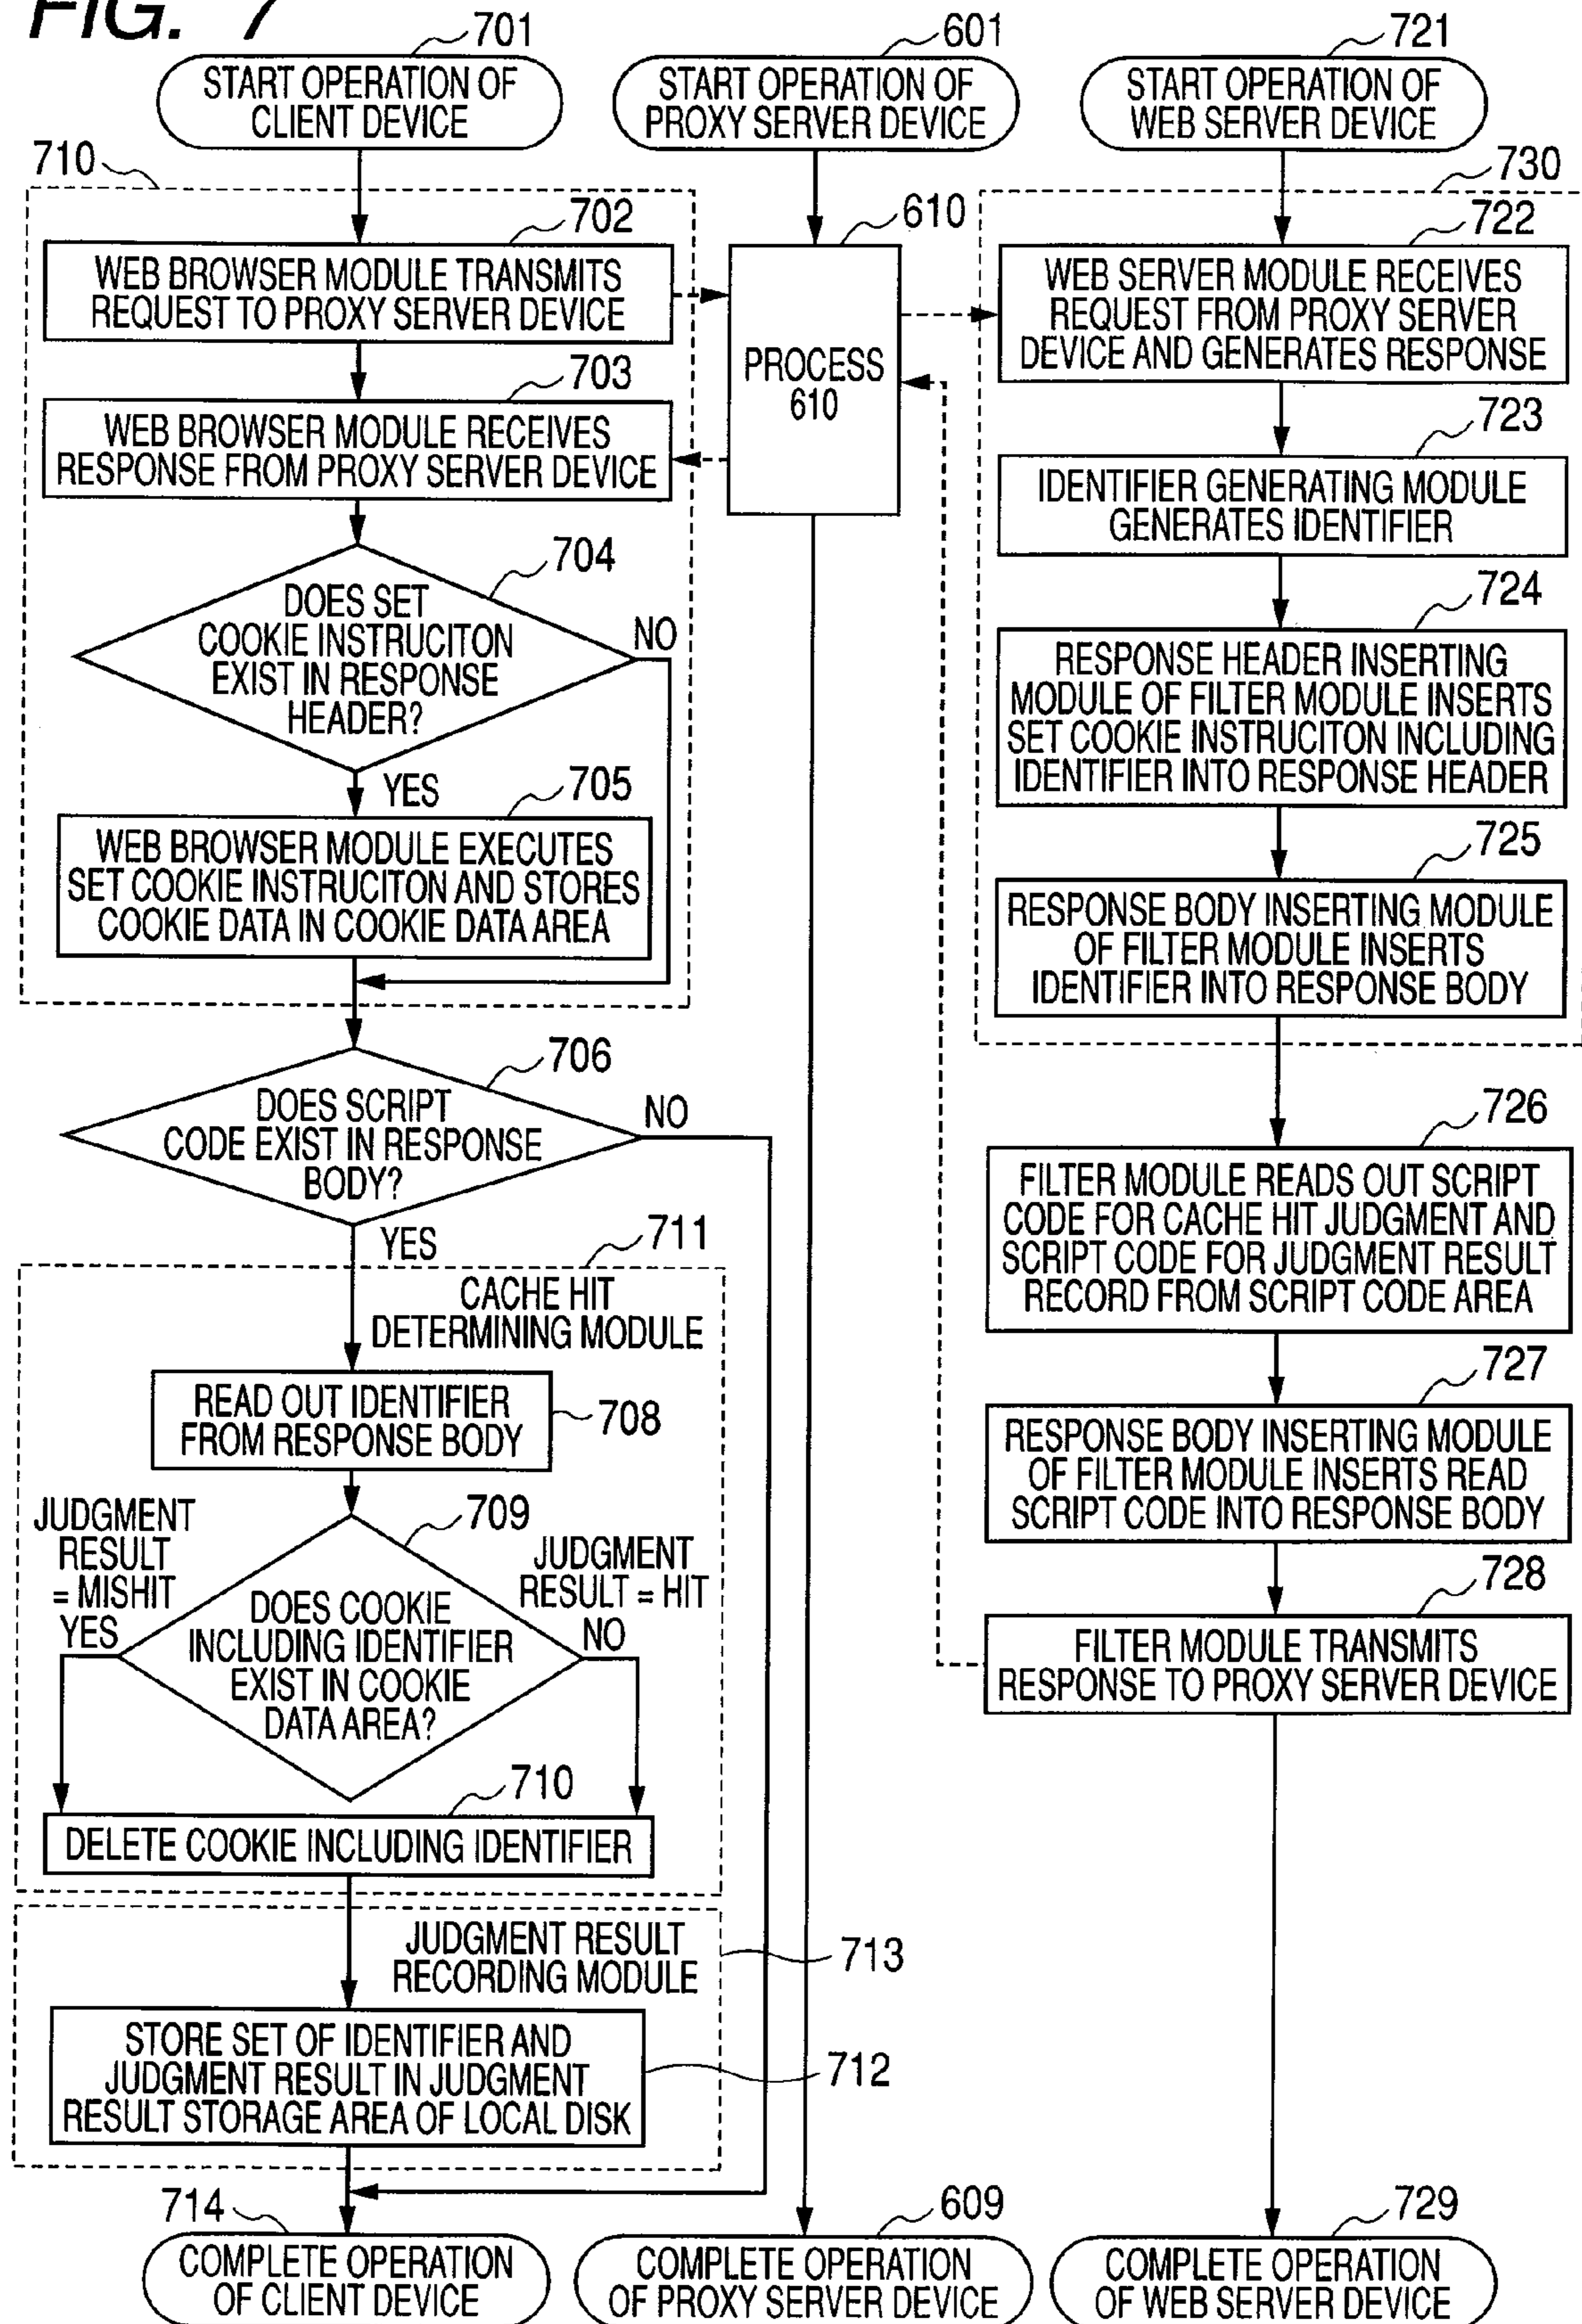 FIG. 7
701
START OPERATION OF
CLIENT DEVICE
601
START OPERATION OF
PROXY SERVER DEVICE
721
START OPERATION OF
WEB SERVER DEVICE
710
702
WEB BROWSER MODULE TRANSMITS
REQUEST TO PROXY SERVER DEVICE
703
WEB BROWSER MODULE RECEIVES
RESPONSE FROM PROXY SERVER DEVICE
704
DOES SET
COOKIE INSTRUCITON
EXIST IN RESPONSE
HEADER?
NO
YES
705
WEB BROWSER MODULE EXECUTES
SET COOKIE INSTRUCITON AND STORES
COOKIE DATA IN COOKIE DATA AREA
706
DOES SCRIPT
CODE EXIST IN RESPONSE
BODY?
NO
YES
711
CACHE HIT
DETERMINING MODULE
READ OUT IDENTIFIER
FROM RESPONSE BODY
708
709
JUDGMENT
RESULT
= MISHIT
YES
JUDGMENT
RESULT = HIT
NO
DOES COOKIE
INCLUDING IDENTIFIER
EXIST IN COOKIE
DATA AREA?
710
DELETE COOKIE INCLUDING IDENTIFIER
JUDGMENT RESULT
RECORDING MODULE
713
STORE SET OF IDENTIFIER AND
JUDGMENT RESULT IN JUDGMENT
RESULT STORAGE AREA OF LOCAL DISK
712
714
COMPLETE OPERATION
OF CLIENT DEVICE
610
PROCESS
610
609
COMPLETE OPERATION
OF PROXY SERVER DEVICE
730
722
WEB SERVER MODULE RECEIVES
REQUEST FROM PROXY SERVER
DEVICE AND GENERATES RESPONSE
723
IDENTIFIER GENERATING MODULE
GENERATES IDENTIFIER
724
RESPONSE HEADER INSERTING
MODULE OF FILTER MODULE INSERTS
SET COOKIE INSTRUCITON INCLUDING
IDENTIFIER INTO RESPONSE HEADER
725
RESPONSE BODY INSERTING MODULE
OF FILTER MODULE INSERTS
IDENTIFIER INTO RESPONSE BODY
726
FILTER MODULE READS OUT SCRIPT
CODE FOR CACHE HIT JUDGMENT AND
SCRIPT CODE FOR JUDGMENT RESULT
RECORD FROM SCRIPT CODE AREA
727
RESPONSE BODY INSERTING MODULE
OF FILTER MODULE INSERTS READ
SCRIPT CODE INTO RESPONSE BODY
728
FILTER MODULE TRANSMITS
RESPONSE TO PROXY SERVER DEVICE
729
COMPLETE OPERATION
OF WEB SERVER DEVICE